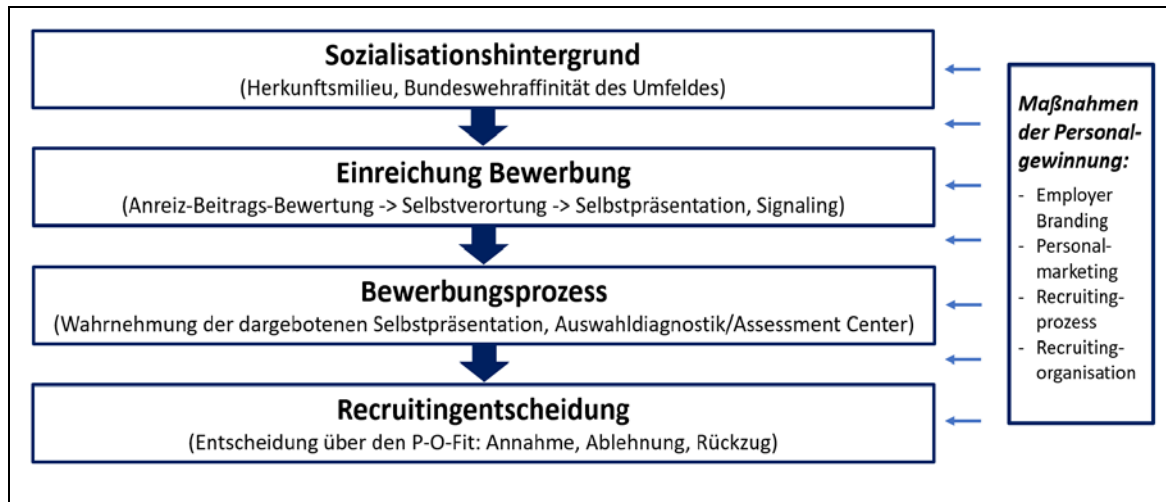 Sozialisationshintergrund
(Herkunftsmilieu, Bundeswehraffinität des Umfeldes)
Einreichung Bewerbung
(Anreiz-Beitrags-Bewertung -> Selbstverortung -> Selbstpräsentation, Signaling)
Bewerbungsprozess
(Wahrnehmung der dargebotenen Selbstpräsentation, Auswahldiagnostik/Assessment Center)
Recruitingentscheidung
(Entscheidung über den P-O-Fit: Annahme, Ablehnung, Rückzug)
Maßnahmen
der Personal-
gewinnung:
- Employer
Branding
- Personal-
marketing
- Recruiting-
prozess
- Recruiting-
organisation